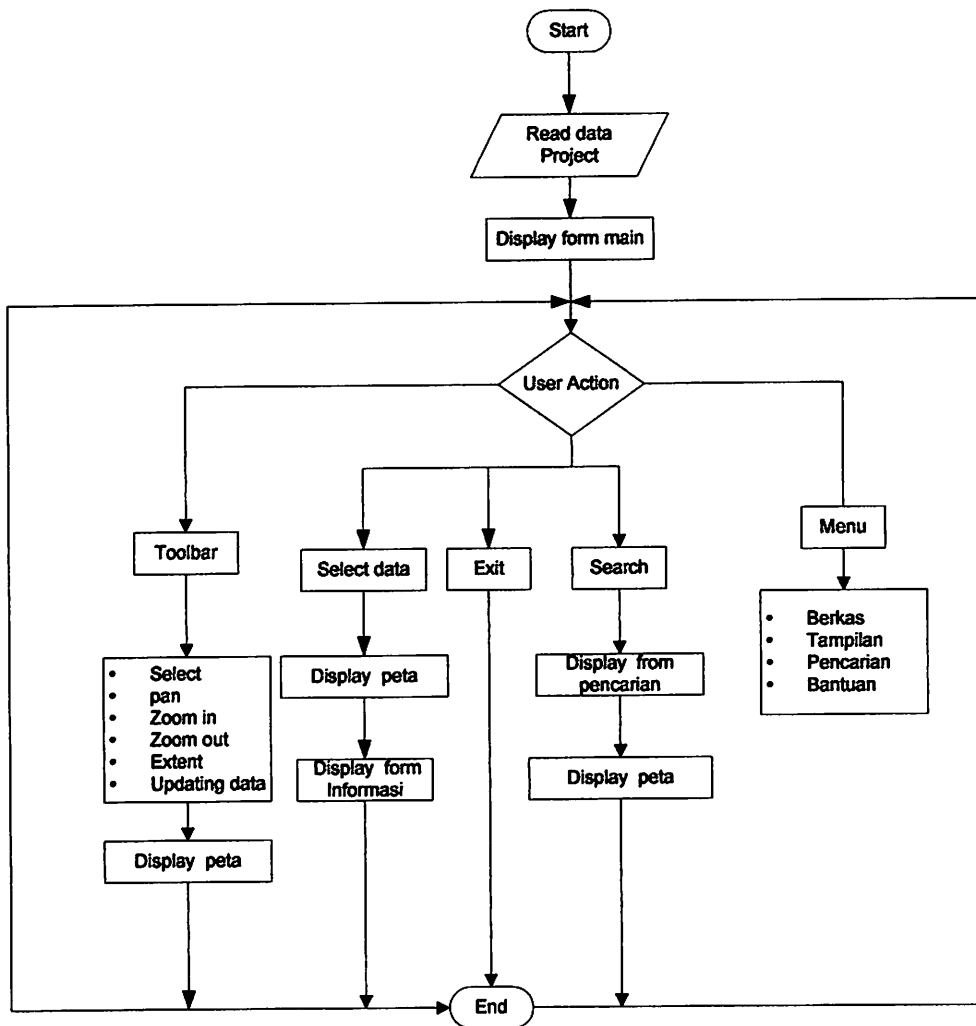 Start
Read data
Project
Display form main
User Action
Toolbar
• Select
• pan
• Zoom in
• Zoom out
• Extent
• Updating data
Display peta
Select data
Display peta
Display form
Informasi
Exit
Search
Display from
pencarian
Display peta
Menu
• Berkas
• Tampilan
• Pencarian
• Bantuan
End